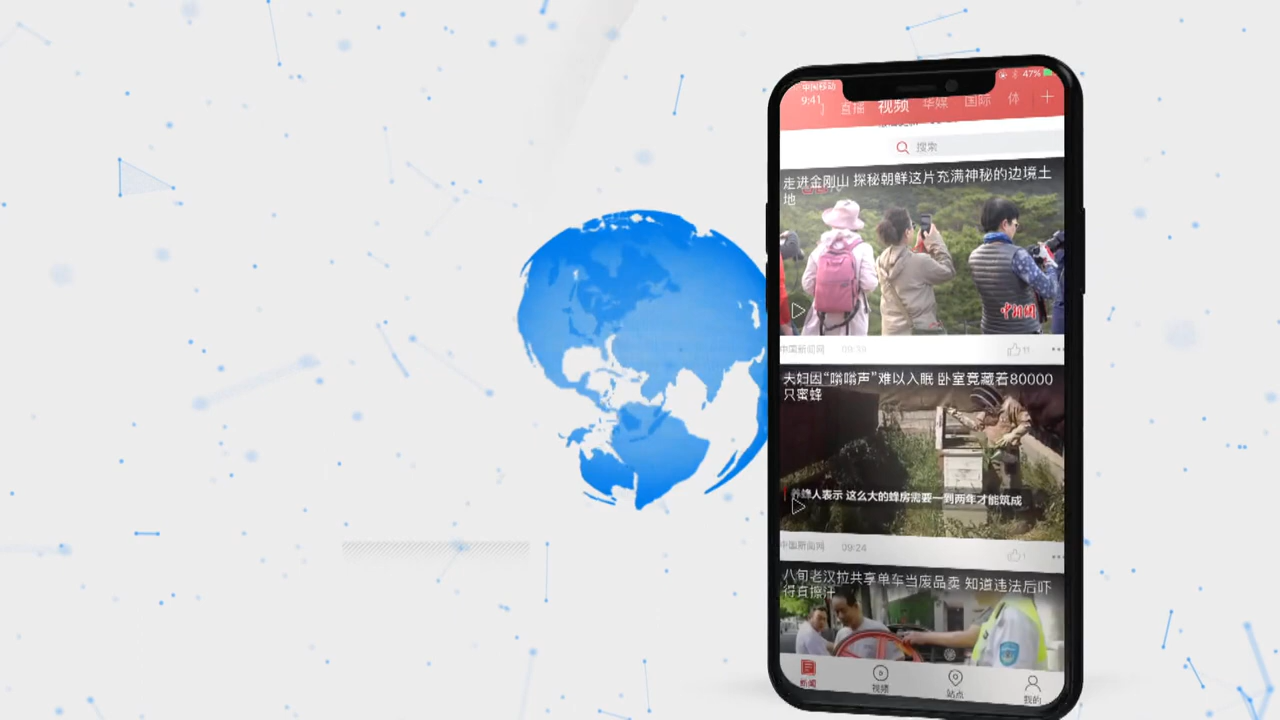 中国移动
47%
9:41
直播 视频 华媒 国际 体 +
搜索
走进金刚山 探秘朝鲜这片充满神秘的边境土
地
中新网
中国新闻网 09:39 11
夫妇因“嗡嗡声”难以入眠 卧室竟藏着80000
只蜜蜂
养蜂人表示 这么大的蜂房需要一到两年才能筑成
中国新闻网 09:24 1
八旬老汉拉共享单车当废品卖 知道违法后吓
得直擦汗
新闻 视频 站点 我的